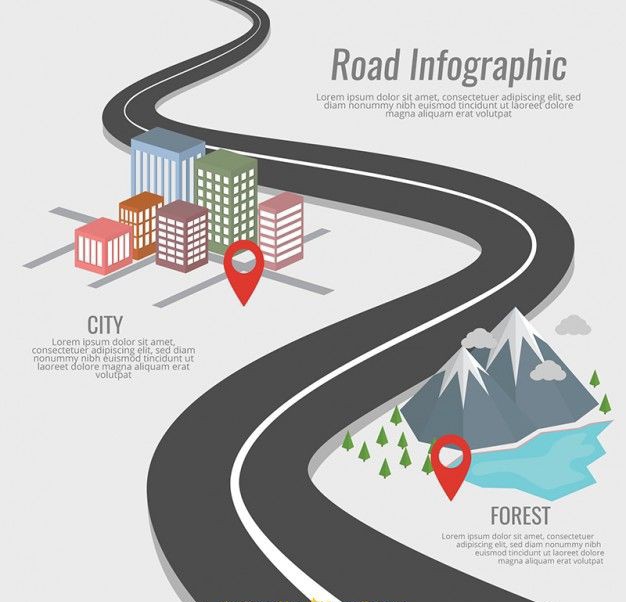 Road Infographic
Lorem ipsum dolor sit amet, consectetuer adipiscing elit,
sed diam nonummy nibh euismod tincidunt ut laoreet dolore
magna aliquam erat volutpat
CITY
Lorem ipsum dolor sit amet,
consectetuer adipiscing elit, sed diam
nonummy nibh euismod tincidunt ut
laoreet dolore magna aliquam erat
volutpat
FOREST
Lorem ipsum dolor sit amet,
consectetuer adipiscing elit, sed diam
nonummy nibh euismod tincidunt ut
laoreet dolore magna aliquam erat
volutpat